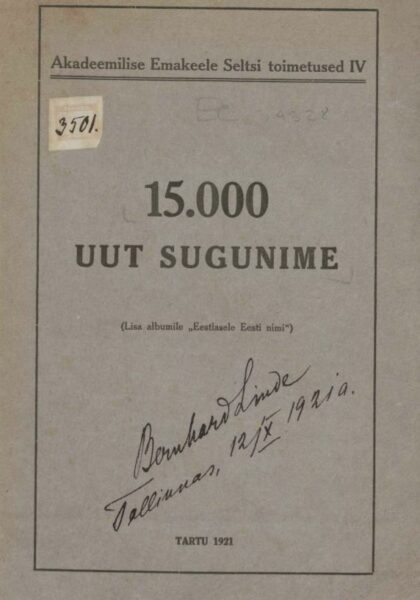 Akadeemilise Emakeele Seltsi toimetused IV
3501.
15.000
UUT SUGUNIME
(Lisa albumile „Eestlasele Eesti nimi“)
Bernhard Linde
Tallinnas, 12/IX 1921 a.
TARTU 1921